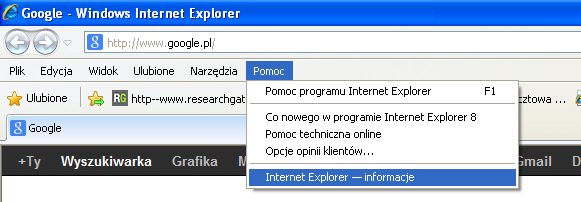 Google - Windows Internet Explorer
http://www.google.pl/
Plik Edycja Widok Ulubione Narzędzia Pomoc
Pomoc programu Internet Explorer F1
Ulubione RG http--www.researchgat cztowa ...
Co nowego w programie Internet Explorer 8
Google
Pomoc techniczna online
Opcje opinii klientów...
+Ty Wyszukiwarka Grafika M Gmail D
Internet Explorer — informacje